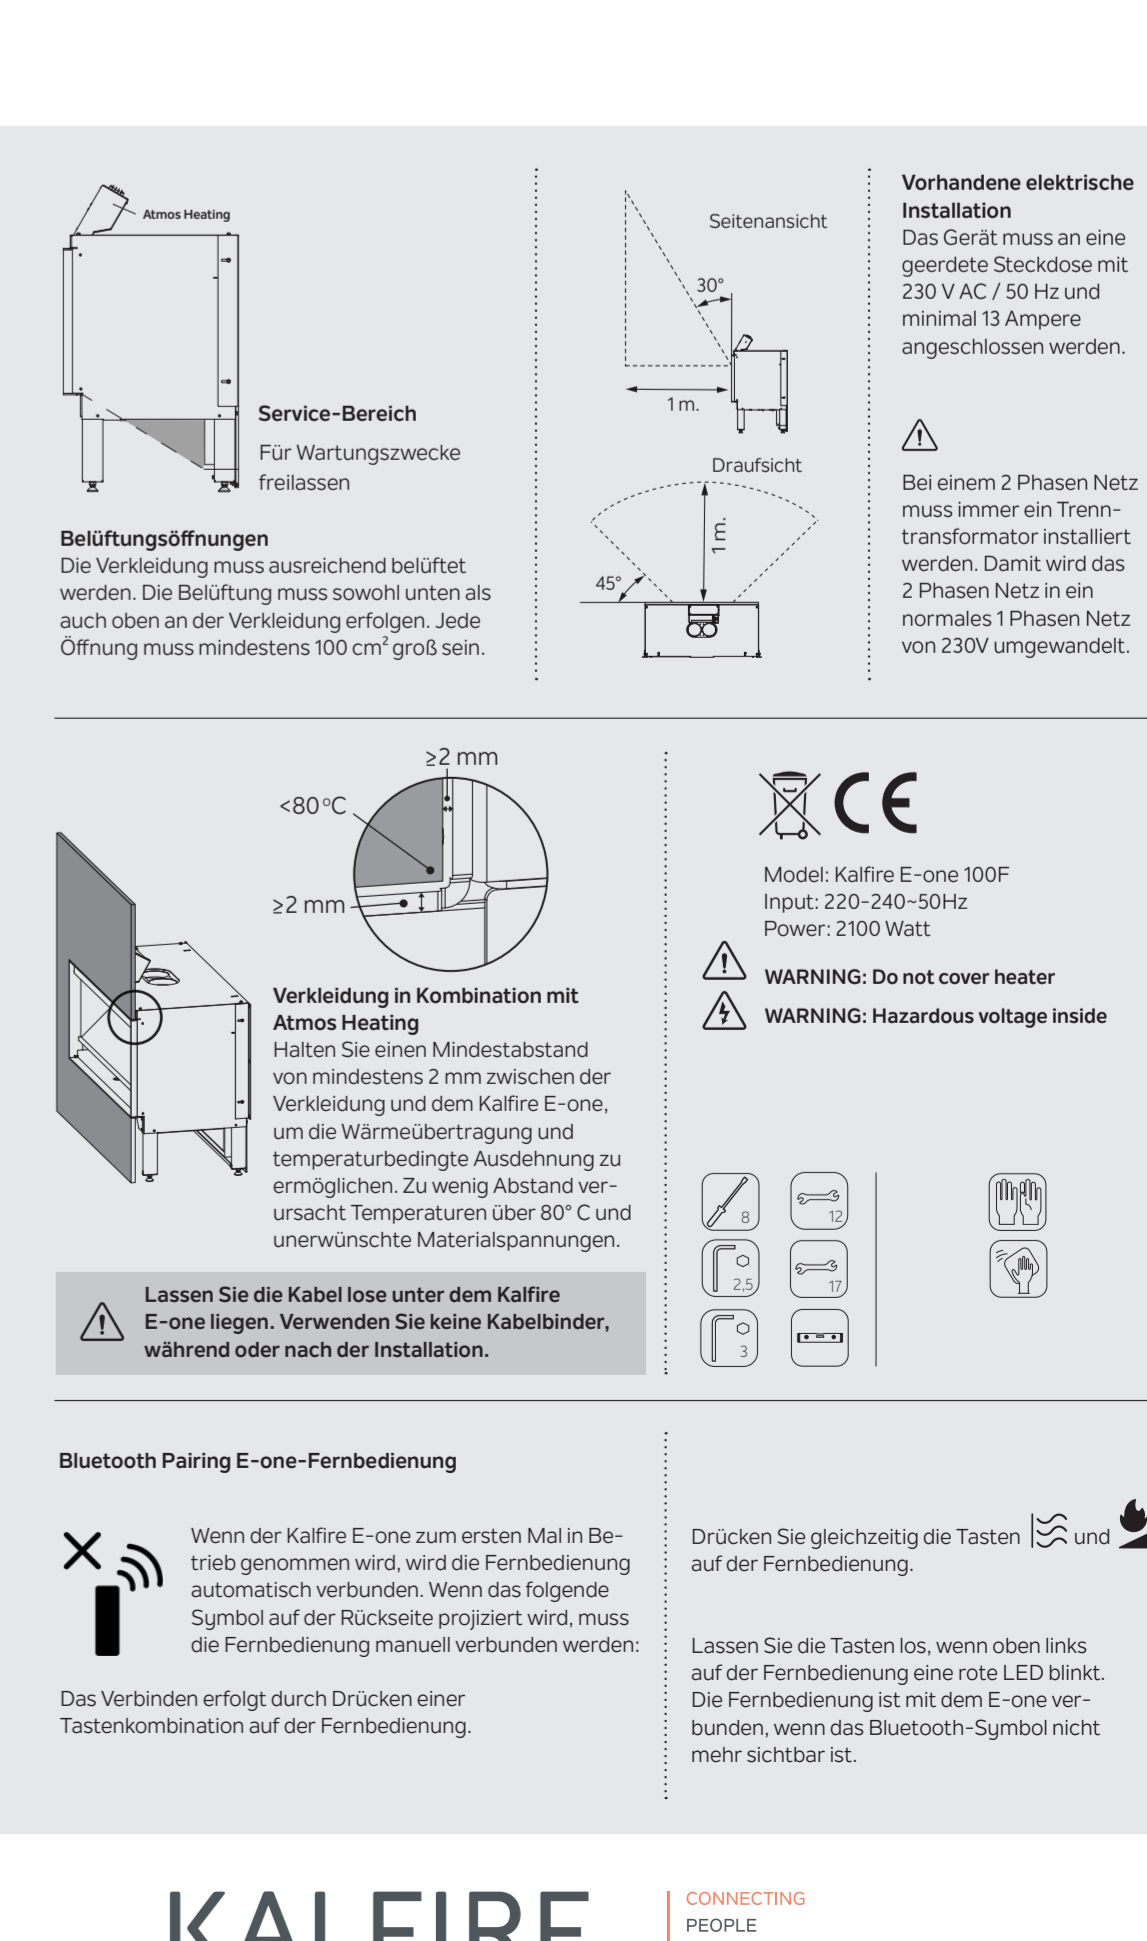 Atmos Heating
Service-Bereich
Für Wartungszwecke
freilassen
Belüftungsöffnungen
Die Verkleidung muss ausreichend belüftet
werden. Die Belüftung muss sowohl unten als
auch oben an der Verkleidung erfolgen. Jede
Öffnung muss mindestens 100 cm² groß sein.
Seitenansicht
30°
1 m.
Draufsicht
1 m.
45°
Vorhandene elektrische
Installation
Das Gerät muss an eine
geerdete Steckdose mit
230 V AC / 50 Hz und
minimal 13 Ampere
angeschlossen werden.
Bei einem 2 Phasen Netz
muss immer ein Trenn-
transformator installiert
werden. Damit wird das
2 Phasen Netz in ein
normales 1 Phasen Netz
von 230V umgewandelt.
≥2 mm
<80 °C
≥2 mm
Verkleidung in Kombination mit
Atmos Heating
Halten Sie einen Mindestabstand
von mindestens 2 mm zwischen der
Verkleidung und dem Kalfire E-one,
um die Wärmeübertragung und
temperaturbedingte Ausdehnung zu
ermöglichen. Zu wenig Abstand ver-
ursacht Temperaturen über 80° C und
unerwünschte Materialspannungen.
Lassen Sie die Kabel lose unter dem Kalfire
E-one liegen. Verwenden Sie keine Kabelbinder,
während oder nach der Installation.
CE
Model: Kalfire E-one 100F
Input: 220-240~50Hz
Power: 2100 Watt
WARNING: Do not cover heater
WARNING: Hazardous voltage inside
8
12
2,5
17
3
Bluetooth Pairing E-one-Fernbedienung
Wenn der Kalfire E-one zum ersten Mal in Be-
trieb genommen wird, wird die Fernbedienung
automatisch verbunden. Wenn das folgende
Symbol auf der Rückseite projiziert wird, muss
die Fernbedienung manuell verbunden werden:
Das Verbinden erfolgt durch Drücken einer
Tastenkombination auf der Fernbedienung.
Drücken Sie gleichzeitig die Tasten und
auf der Fernbedienung.
Lassen Sie die Tasten los, wenn oben links
auf der Fernbedienung eine rote LED blinkt.
Die Fernbedienung ist mit dem E-one ver-
bunden, wenn das Bluetooth-Symbol nicht
mehr sichtbar ist.
KALFIRE
CONNECTING
PEOPLE